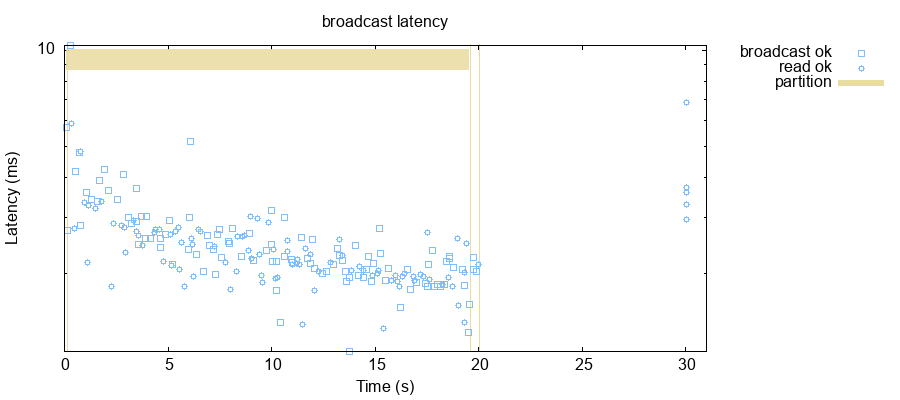 broadcast latency
10
broadcast ok
read ok
partition
Latency (ms)
0 5 10 15 20 25 30
Time (s)